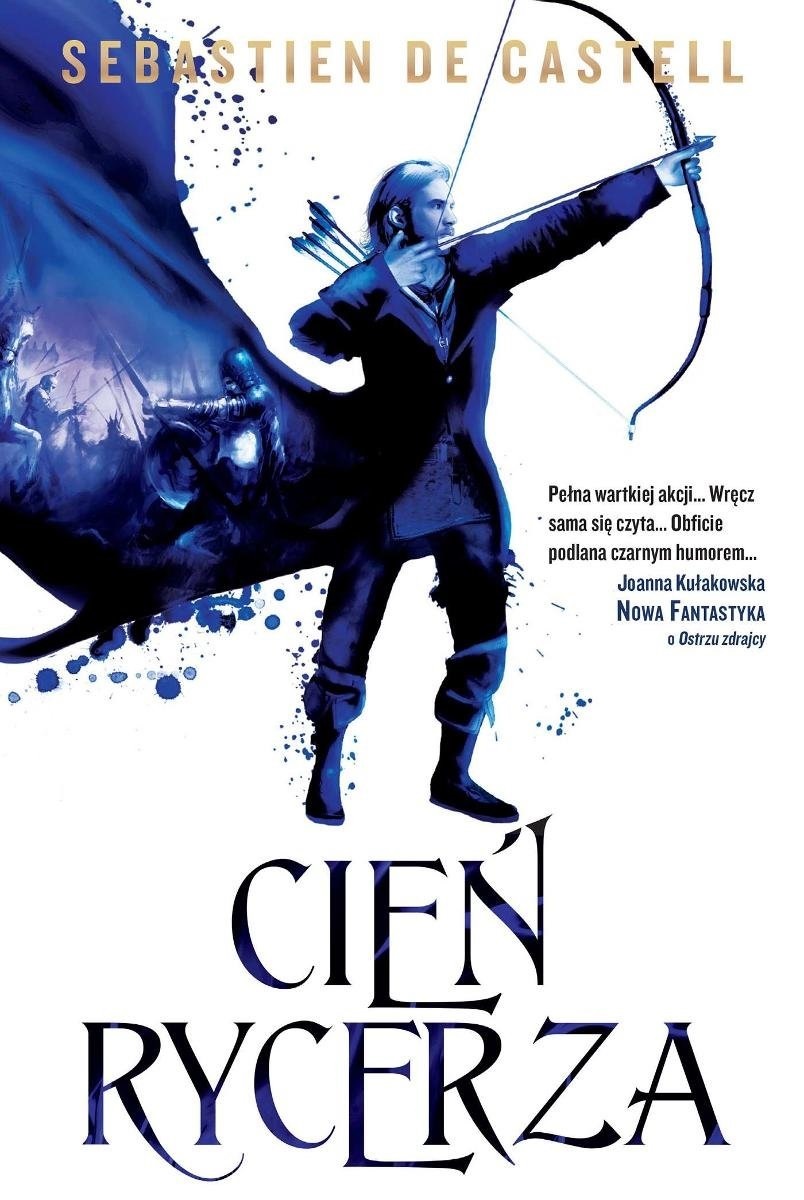 SEBASTIEN DE CASTELL
Pełna wartkiej akcji... Wręcz
sama się czyta... Obficie
podlana czarnym humorem...
Joanna Kułakowska
NOWA FANTASTYKA
o Ostrzu zdrajcy
CIEŃ
RYCERZA